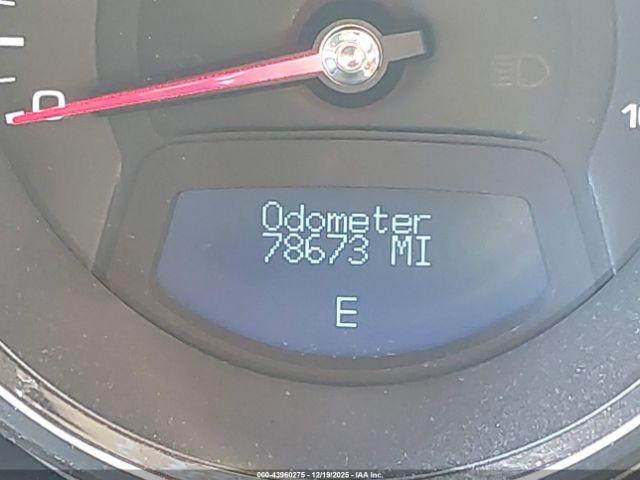 0
Odometer
78673 MI
E
000-43960275 - 12/19/2025 - IAA Inc.